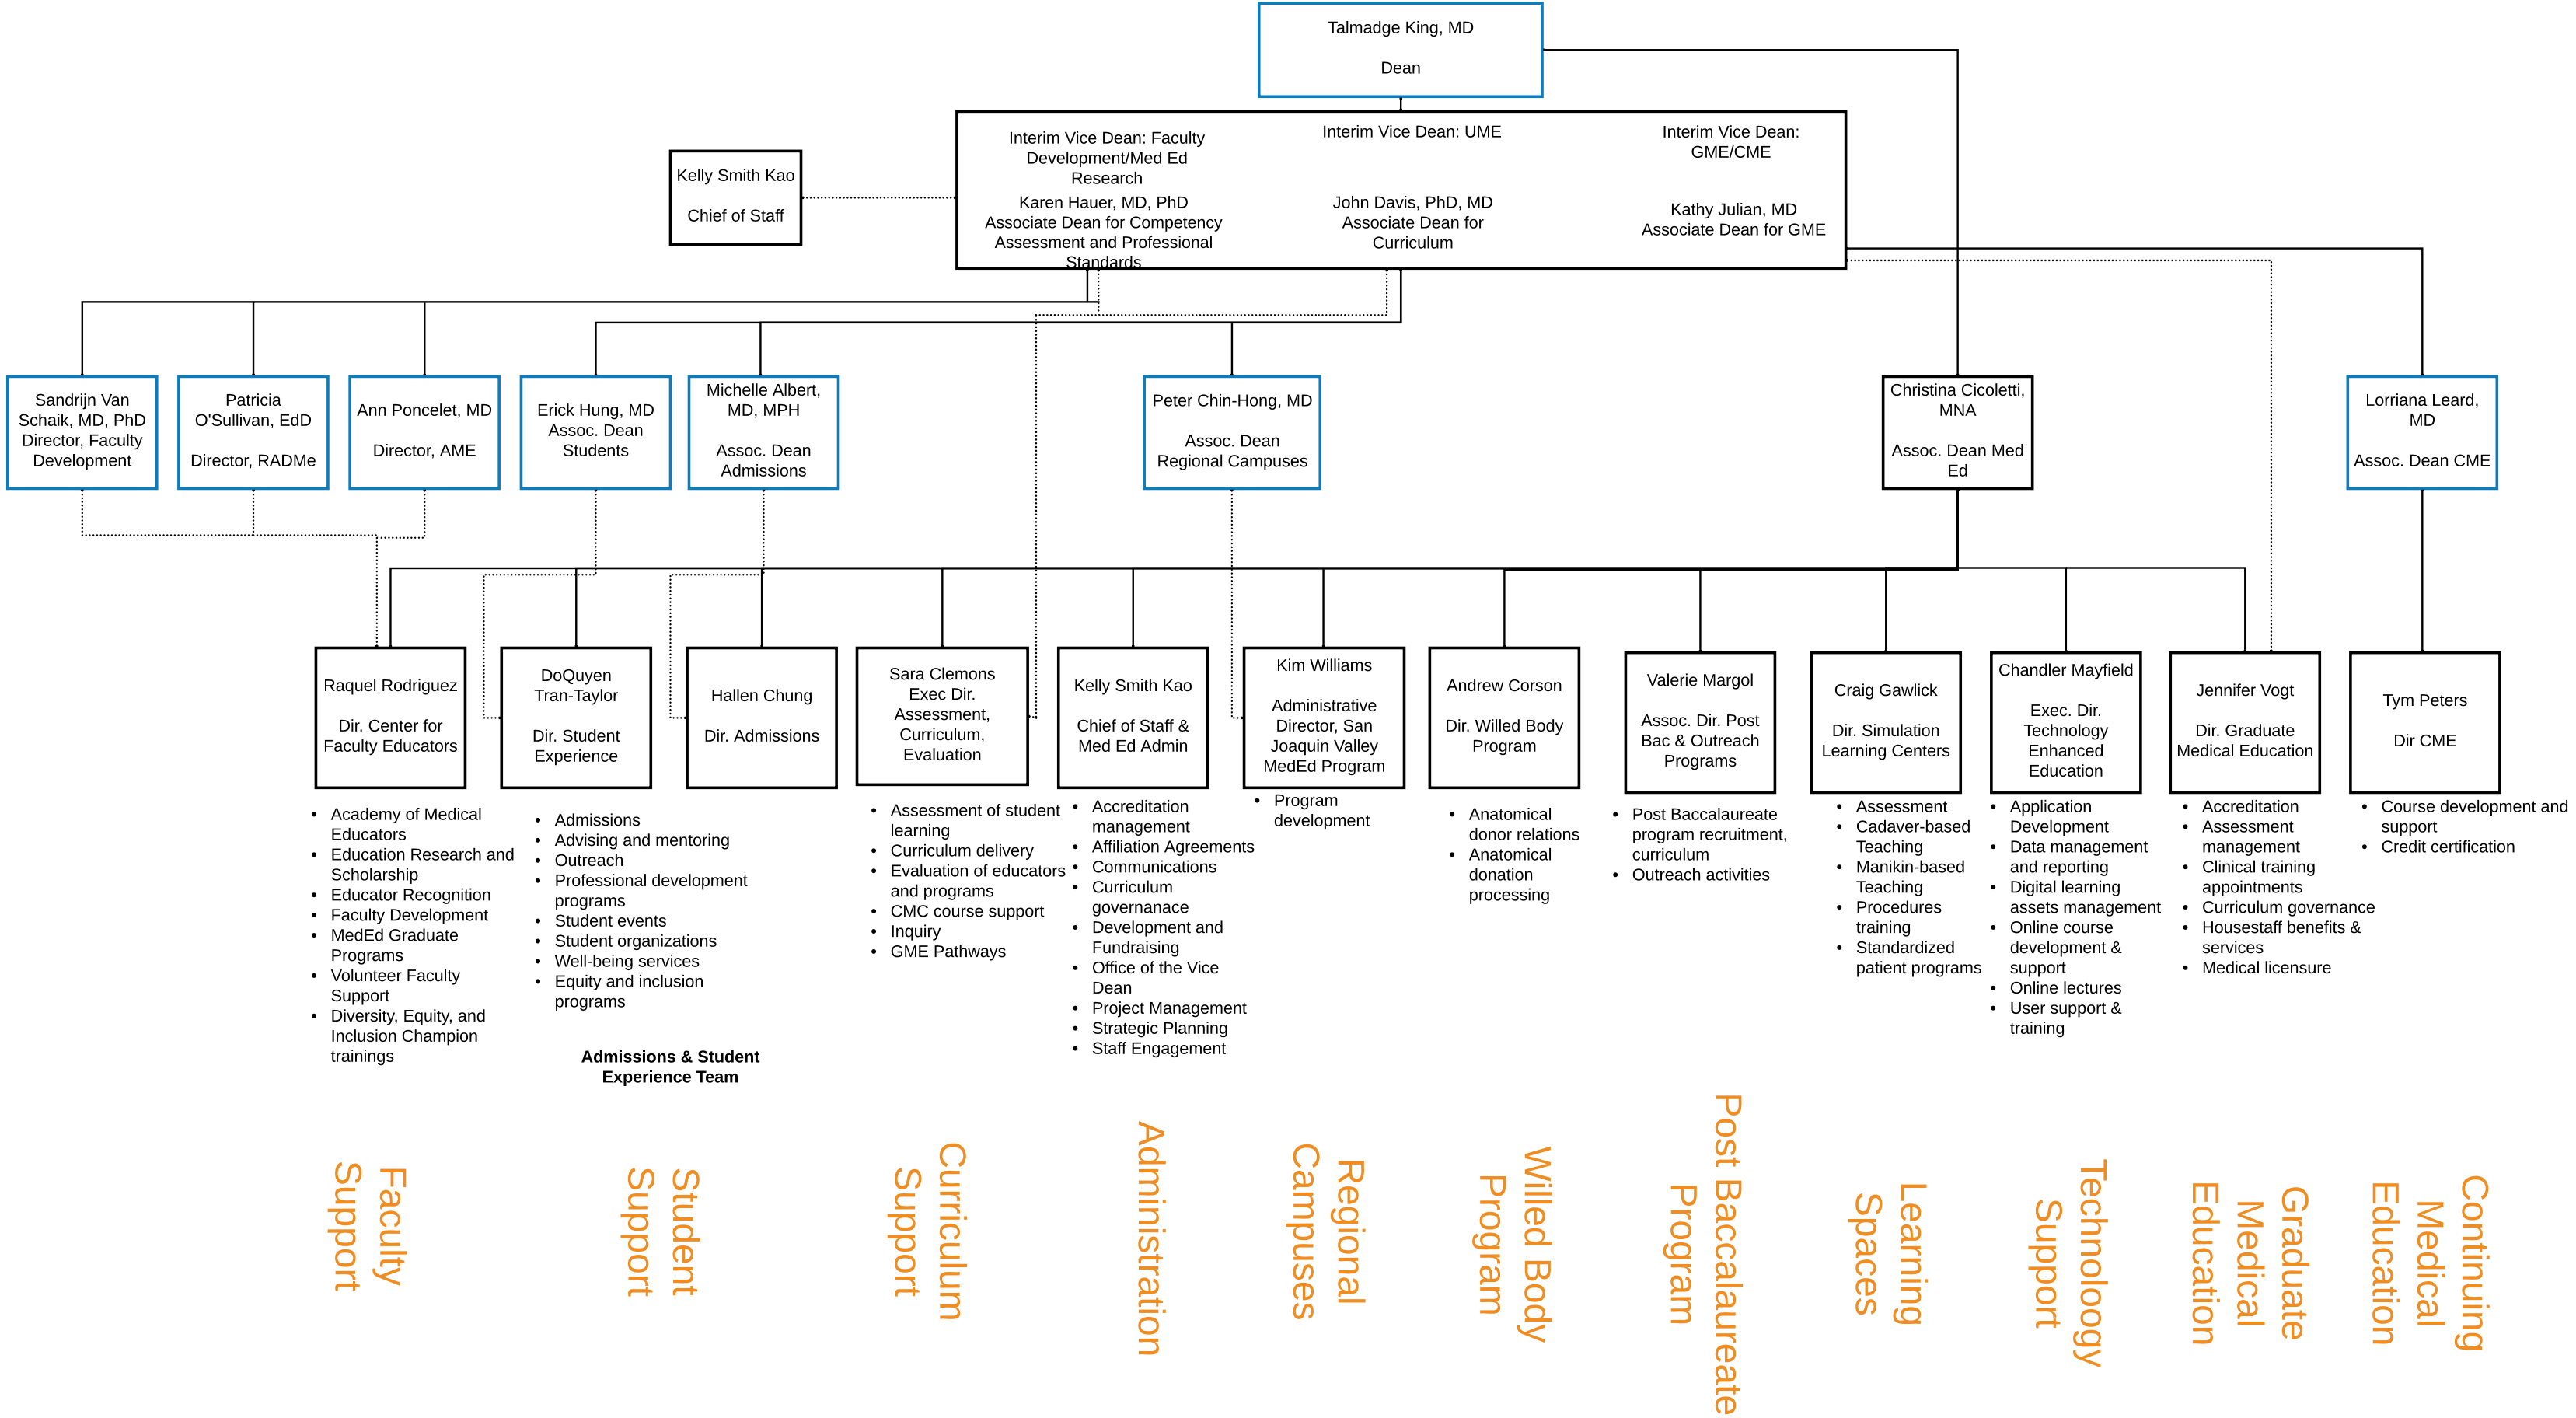 Talmadge King, MD
Dean
Interim Vice Dean: Faculty
Development/Med Ed
Research
Karen Hauer, MD, PhD
Associate Dean for Competency
Assessment and Professional
Standards
Interim Vice Dean: UME
John Davis, PhD, MD
Associate Dean for
Curriculum
Interim Vice Dean:
GME/CME
Kathy Julian, MD
Associate Dean for GME
Kelly Smith Kao
Chief of Staff
Sandrijn Van
Schaik, MD, PhD
Director, Faculty
Development
Patricia
O'Sullivan, EdD
Director, RADMe
Ann Poncelet, MD
Director, AME
Erick Hung, MD
Assoc. Dean
Students
Michelle Albert,
MD, MPH
Assoc. Dean
Admissions
Peter Chin-Hong, MD
Assoc. Dean
Regional Campuses
Christina Cicoletti,
MNA
Assoc. Dean Med
Ed
Lorriana Leard,
MD
Assoc. Dean CME
Raquel Rodriguez
Dir. Center for
Faculty Educators
DoQuyen
Tran-Taylor
Dir. Student
Experience
Hallen Chung
Dir. Admissions
Sara Clemons
Exec Dir.
Assessment,
Curriculum,
Evaluation
Kelly Smith Kao
Chief of Staff &
Med Ed Admin
Kim Williams
Administrative
Director, San
Joaquin Valley
MedEd Program
Andrew Corson
Dir. Willed Body
Program
Valerie Margol
Assoc. Dir. Post
Bac & Outreach
Programs
Craig Gawlick
Dir. Simulation
Learning Centers
Chandler Mayfield
Exec. Dir.
Technology
Enhanced
Education
Jennifer Vogt
Dir. Graduate
Medical Education
Tym Peters
Dir CME
• Academy of Medical
Educators
• Education Research and
Scholarship
• Educator Recognition
• Faculty Development
• MedEd Graduate
Programs
• Volunteer Faculty
Support
• Diversity, Equity, and
Inclusion Champion
trainings
• Admissions
• Advising and mentoring
• Outreach
• Professional development
programs
• Student events
• Student organizations
• Well-being services
• Equity and inclusion
programs
Admissions & Student
Experience Team
• Assessment of student
learning
• Curriculum delivery
• Evaluation of educators
and programs
• CMC course support
• Inquiry
• GME Pathways
• Accreditation
management
• Affiliation Agreements
• Communications
• Curriculum
governanace
• Development and
Fundraising
• Office of the Vice
Dean
• Project Management
• Strategic Planning
• Staff Engagement
• Program
development
• Anatomical
donor relations
• Anatomical
donation
processing
• Post Baccalaureate
program recruitment,
curriculum
• Outreach activities
• Assessment
• Cadaver-based
Teaching
• Manikin-based
Teaching
• Procedures
training
• Standardized
patient programs
• Application
Development
• Data management
and reporting
• Digital learning
assets management
• Online course
development &
support
• Online lectures
• User support &
training
• Accreditation
• Assessment
management
• Clinical training
appointments
• Curriculum governance
• Housestaff benefits &
services
• Medical licensure
• Course development and
support
• Credit certification
Faculty
Support
Student
Support
Curriculum
Support
Administration
Regional
Campuses
Willed Body
Program
Post Baccalaureate
Program
Learning
Spaces
Technology
Support
Graduate
Medical
Education
Continuing
Medical
Education